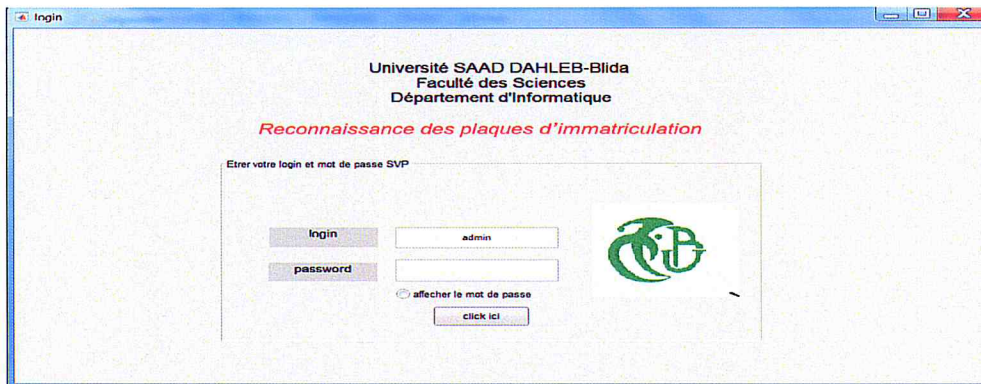 login
Université SAAD DAHLEB-Blida
Faculté des Sciences
Département d'Informatique
Reconnaissance des plaques d'immatriculation
Etrer votre login et mot de passe SVP
login
admin
password
affecher le mot de passe
click ici